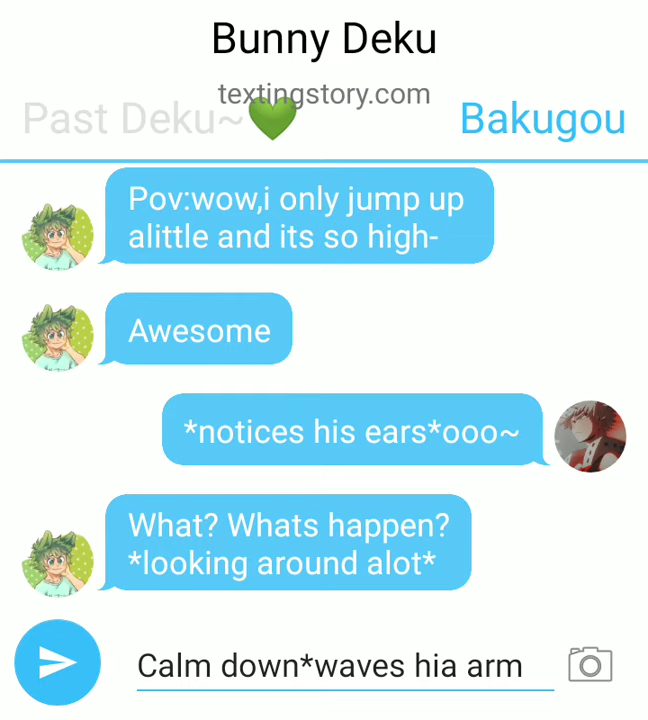 Bunny Deku
textingstory.com
Past Deku~💚
Bakugou
Pov:wow,i only jump up
alittle and its so high-
Awesome
*notices his ears*ooo~
What? Whats happen?
*looking around alot*
Calm down*waves hia arm